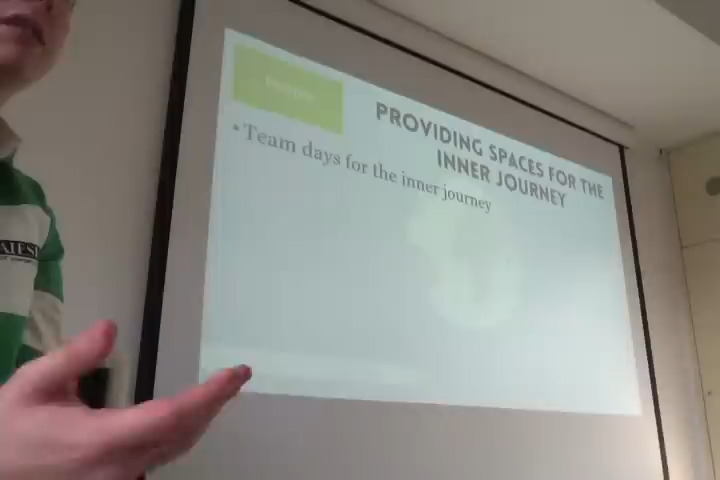 PROVIDING SPACES FOR THE
INNER JOURNEY
• Team days for the inner journey